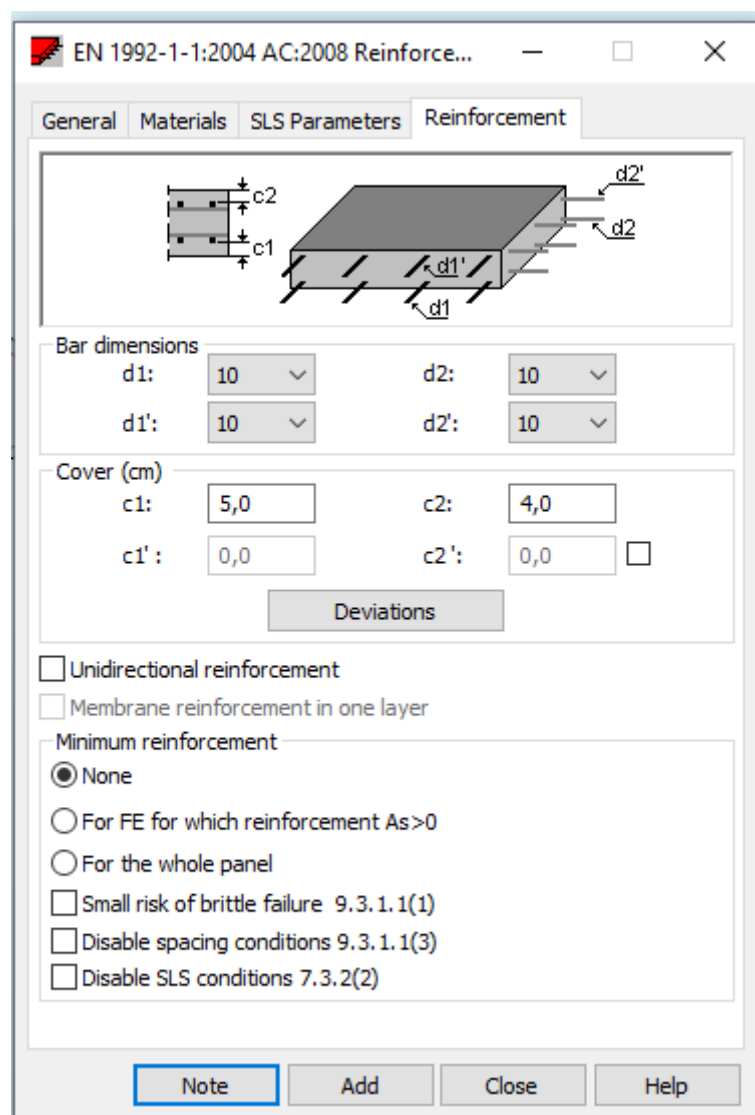 EN 1992-1-1:2004 AC:2008 Reinforce...
General Materials SLS Parameters Reinforcement
d2'
c2
d2
c1
d1'
d1
Bar dimensions
d1: 10 d2: 10
d1': 10 d2': 10
Cover (cm)
c1: 5,0 c2: 4,0
c1' : 0,0 c2 ': 0,0
Deviations
Unidirectional reinforcement
Membrane reinforcement in one layer
Minimum reinforcement
None
For FE for which reinforcement As>0
For the whole panel
Small risk of brittle failure 9.3.1.1(1)
Disable spacing conditions 9.3.1.1(3)
Disable SLS conditions 7.3.2(2)
Note Add Close Help